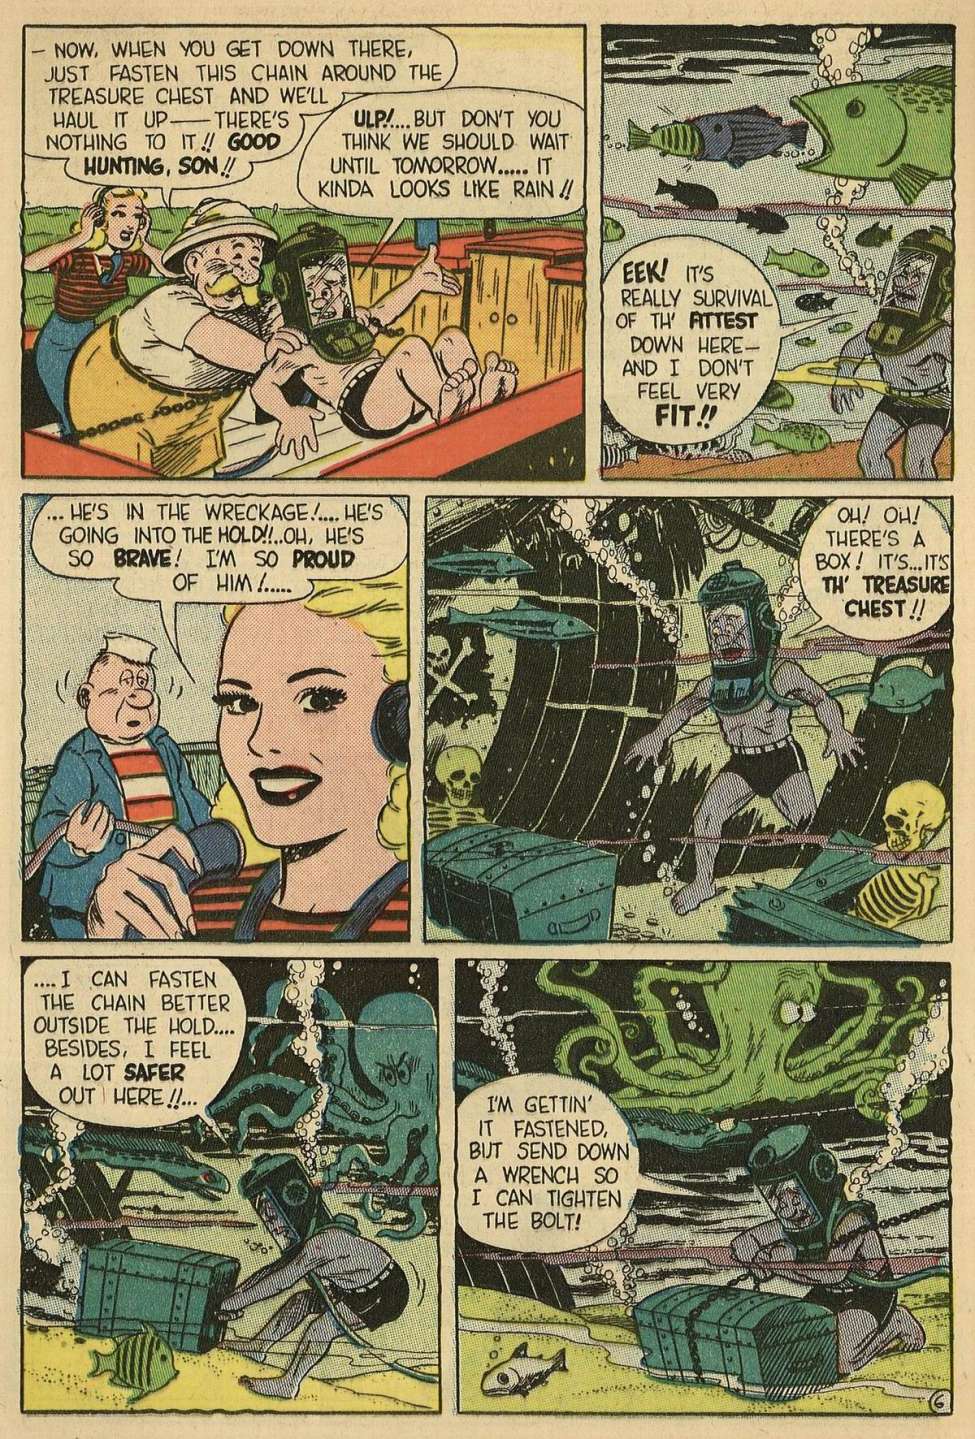 - NOW, WHEN YOU GET DOWN THERE,
JUST FASTEN THIS CHAIN AROUND THE
TREASURE CHEST AND WE'LL
HAUL IT UP — THERE'S
NOTHING TO IT!! GOOD
HUNTING, SON!!
ULP!....BUT DON'T YOU
THINK WE SHOULD WAIT
UNTIL TOMORROW..... IT
KINDA LOOKS LIKE RAIN!!
EEK! IT'S
REALLY SURVIVAL
OF TH' FITTEST
DOWN HERE—
AND I DON'T
FEEL VERY
FIT!!
...HE'S IN THE WRECKAGE!....HE'S
GOING INTO THE HOLD!!..OH, HE'S
SO BRAVE! I'M SO PROUD
OF HIM!.....
OH! OH!
THERE'S A
BOX! IT'S...IT'S
TH' TREASURE
CHEST!!
....I CAN FASTEN
THE CHAIN BETTER
OUTSIDE THE HOLD....
BESIDES, I FEEL
A LOT SAFER
OUT HERE!!...
I'M GETTIN'
IT FASTENED,
BUT SEND DOWN
A WRENCH SO
I CAN TIGHTEN
THE BOLT!
6